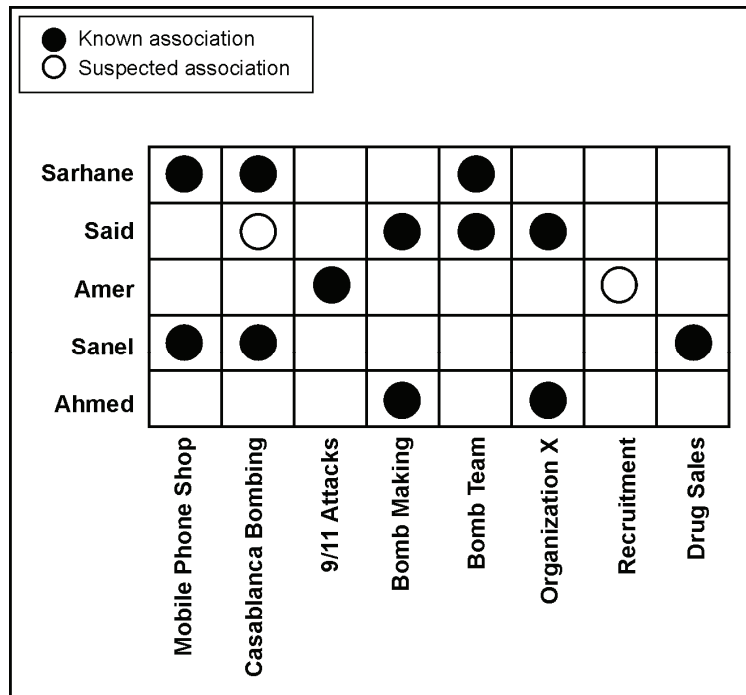 Known association
Suspected association
Sarhane
Said
Amer
Sanel
Ahmed
Mobile Phone Shop
Casablanca Bombing
9/11 Attacks
Bomb Making
Bomb Team
Organization X
Recruitment
Drug Sales